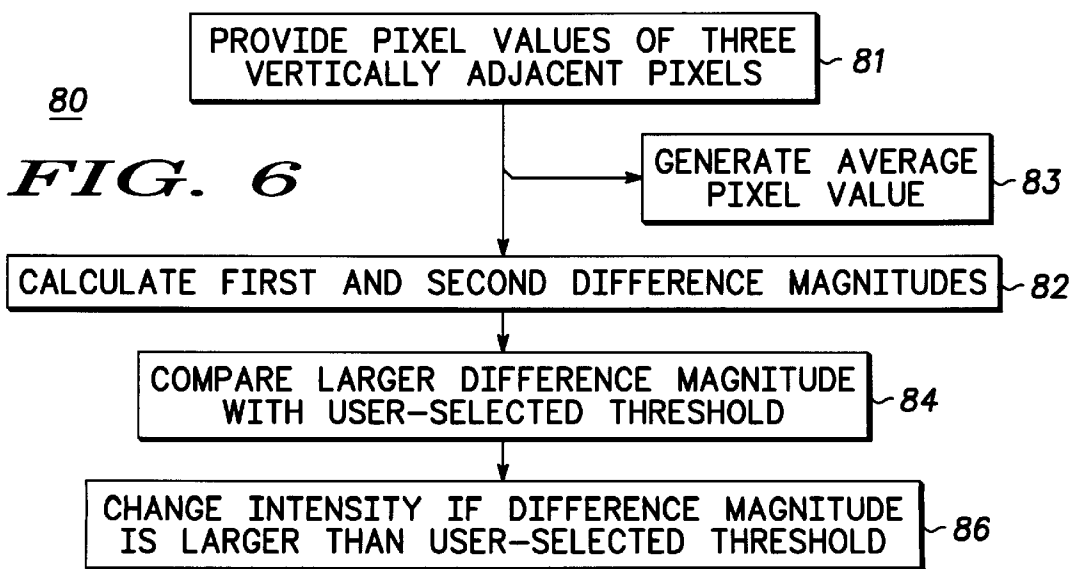 PROVIDE PIXEL VALUES OF THREE
VERTICALLY ADJACENT PIXELS
81
80
FIG. 6
GENERATE AVERAGE
PIXEL VALUE
83
CALCULATE FIRST AND SECOND DIFFERENCE MAGNITUDES
82
COMPARE LARGER DIFFERENCE MAGNITUDE
WITH USER-SELECTED THRESHOLD
84
CHANGE INTENSITY IF DIFFERENCE MAGNITUDE
IS LARGER THAN USER-SELECTED THRESHOLD
86